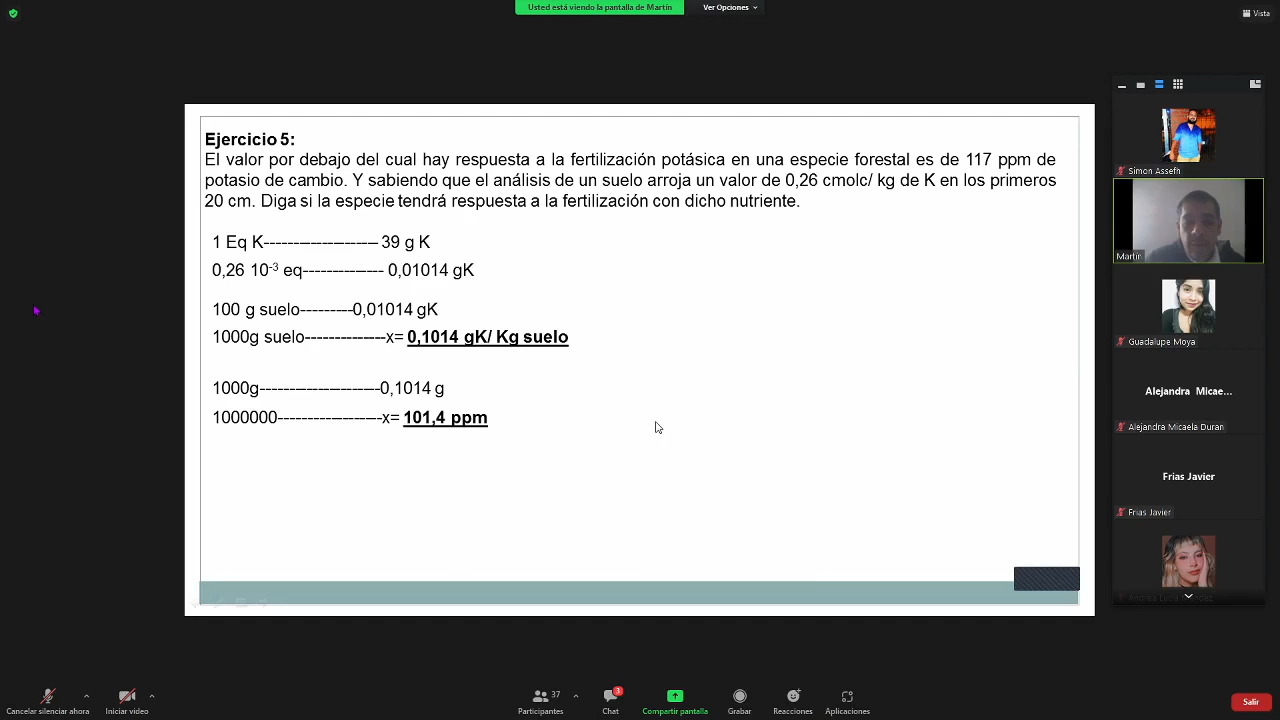 Usted está viendo la pantalla de Martín
Ver Opciones
Vista
Ejercicio 5:
El valor por debajo del cual hay respuesta a la fertilización potásica en una especie forestal es de 117 ppm de
potasio de cambio. Y sabiendo que el análisis de un suelo arroja un valor de 0,26 cmolc/ kg de K en los primeros
20 cm. Diga si la especie tendrá respuesta a la fertilización con dicho nutriente.
1 Eq K-------------------- 39 g K
0,26 10-3 eq-------------- 0,01014 gK
100 g suelo---------0,01014 gK
1000g suelo--------------x= 0,1014 gK/ Kg suelo
1000g---------------------0,1014 g
1000000------------------x= 101,4 ppm
Simon Assefh
Martín
Guadalupe Moya
Alejandra Micae...
Alejandra Micaela Duran
Frias Javier
Frias Javier
Cancelar silenciar ahora
Iniciar video
37
Participantes
3
Chat
Compartir pantalla
Grabar
Reacciones
Aplicaciones
Salir